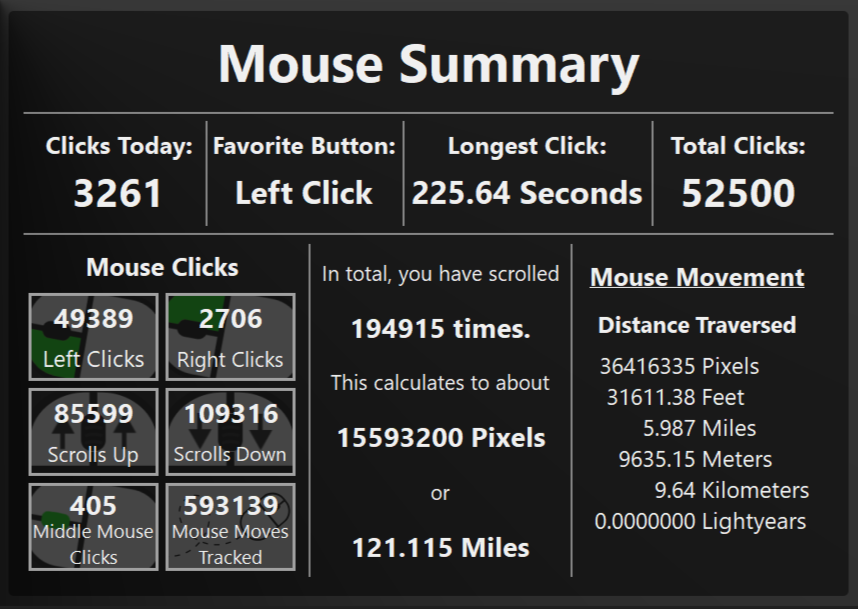 Mouse Summary
Clicks Today:
3261
Favorite Button:
Left Click
Longest Click:
225.64 Seconds
Total Clicks:
52500
Mouse Clicks
49389
Left Clicks
2706
Right Clicks
85599
Scrolls Up
109316
Scrolls Down
405
Middle Mouse
Clicks
593139
Mouse Moves
Tracked
In total, you have scrolled
194915 times.
This calculates to about
15593200 Pixels
or
121.115 Miles
Mouse Movement
Distance Traversed
36416335 Pixels
31611.38 Feet
5.987 Miles
9635.15 Meters
9.64 Kilometers
0.0000000 Lightyears